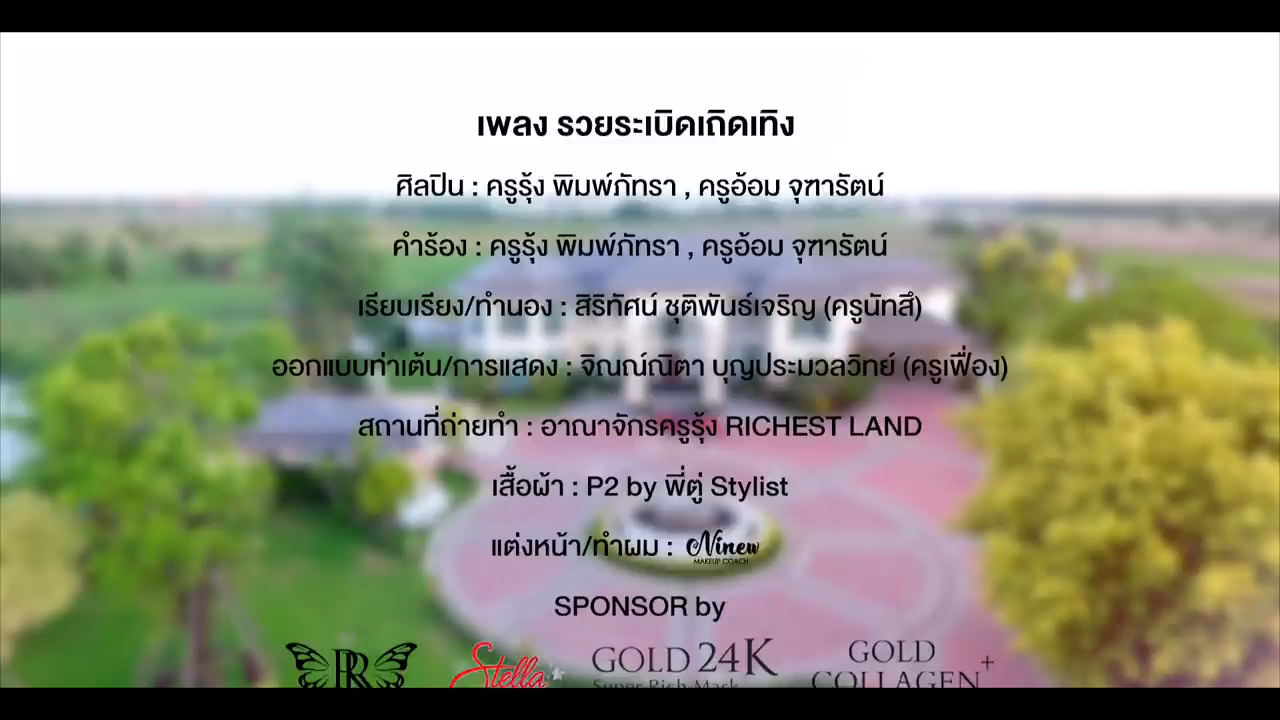 เพลง รวยระเบิดเถิดเทิง
ศิลปิน : ครูรุ้ง พิมพ์ภัทรา , ครูอ้อม จุฑารัตน์
คำร้อง : ครูรุ้ง พิมพ์ภัทรา , ครูอ้อม จุฑารัตน์
เรียบเรียง/ทำนอง : สิริทัศน์ ชุติพันธ์เจริญ (ครูนัทสึ)
ออกแบบท่าเต้น/การแสดง : จิณณ์ณิตา บุญประมวลวิทย์ (ครูเฟื่อง)
สถานที่ถ่ายทำ : อาณาจักรครูรุ้ง RICHEST LAND
เสื้อผ้า : P2 by พี่ตู่ Stylist
แต่งหน้า/ทำผม : Ninew
MAKEUP COACH
SPONSOR by
RR Stella GOLD 24K GOLD
Super Rich Mask COLLAGEN+